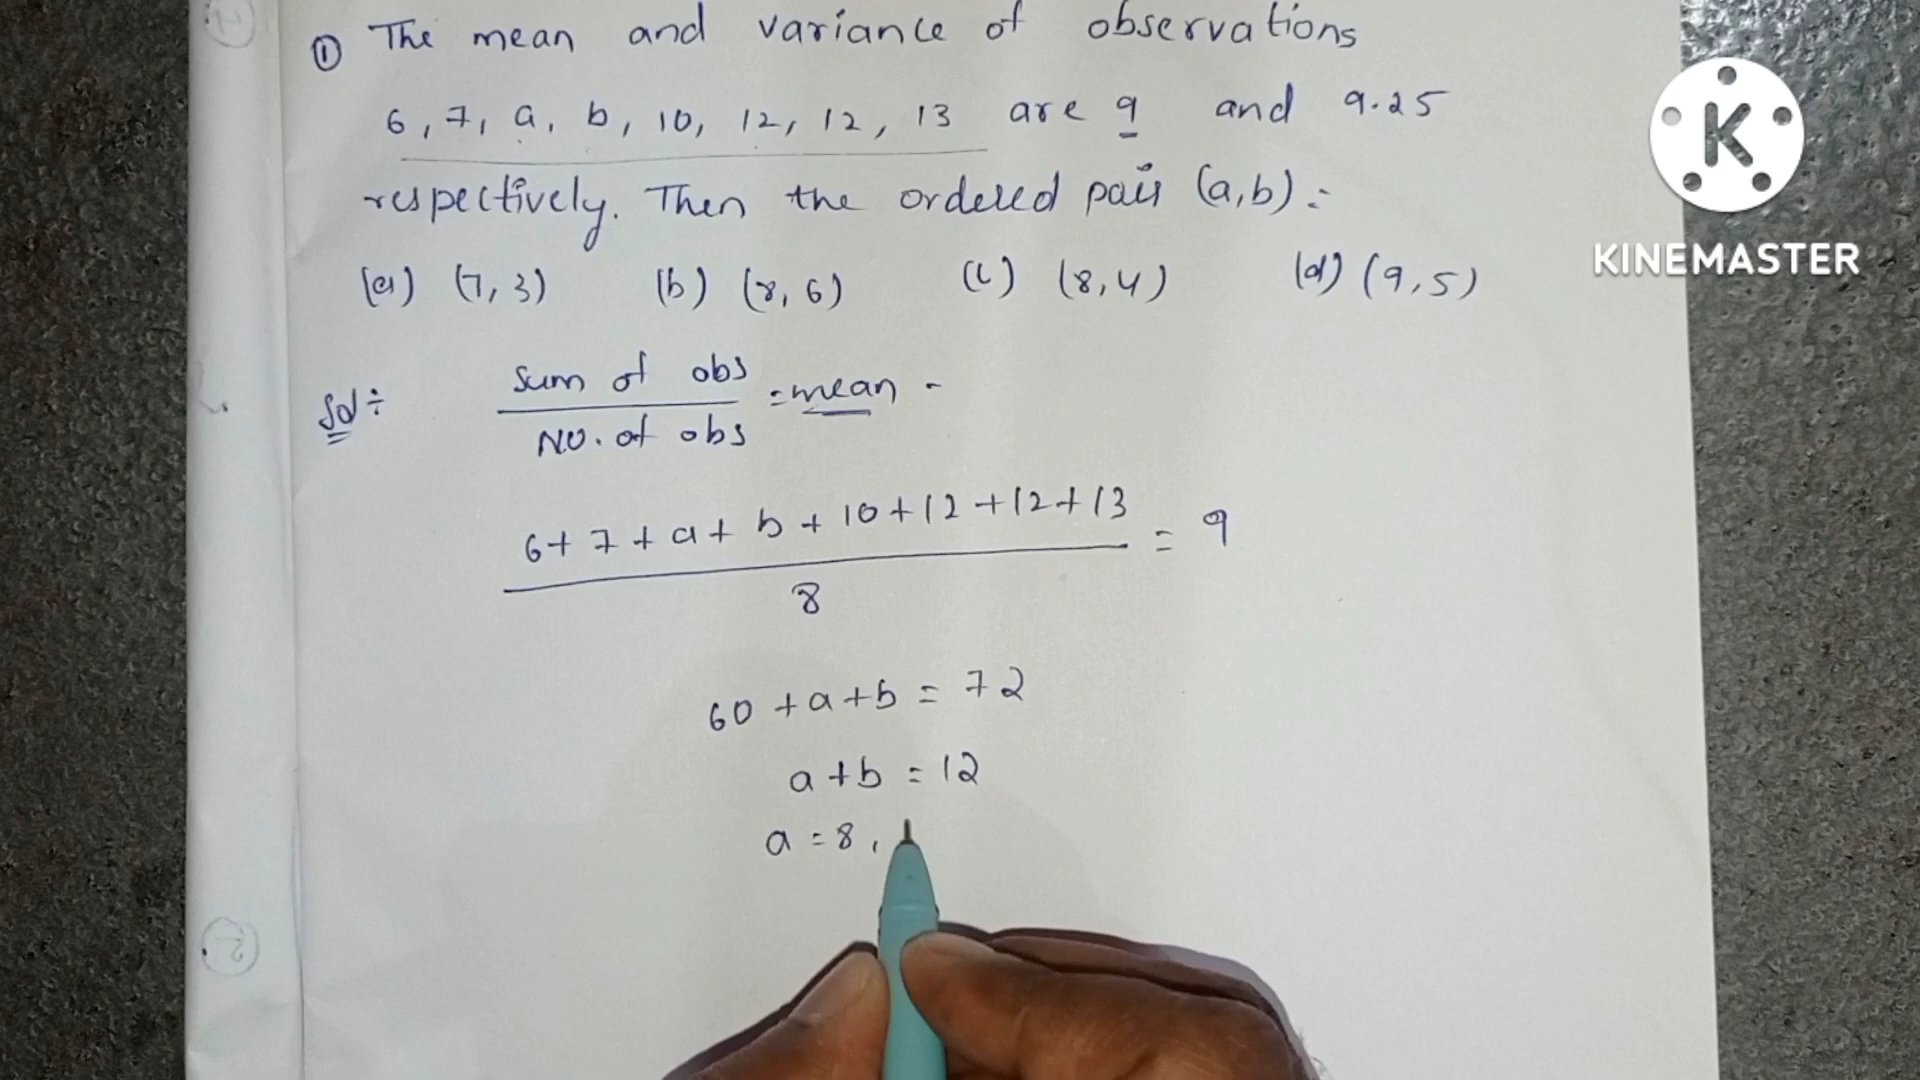 ① The mean and variance of observations
6, 7, a, b, 10, 12, 12, 13 are 9 and 9.25
respectively. Then the ordered pair (a,b) =
(a) (7, 3) (b) (8, 6) (c) (8, 4) (d) (9, 5)
Sol ÷ Sum of obs
= mean -
No. of obs
6 + 7 + a + b + 10 + 12 + 12 + 13
= 9
8
60 + a + b = 72
a + b = 12
a = 8,
K
KINEMASTER